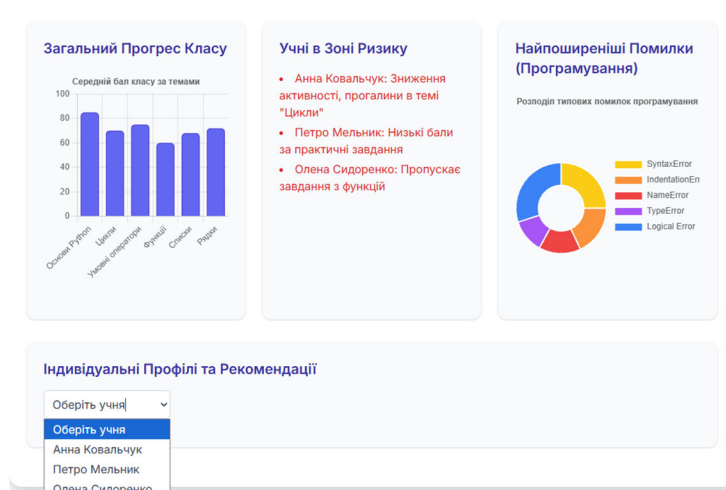 Загальний Прогрес Класу
Середній бал класу за темами
100
80
60
40
20
0
Основи Python
Цикли
Умовні оператори
Функції
Списки
Рядки
Учні в Зоні Ризику
• Анна Ковальчук: Зниження
активності, прогалини в темі
"Цикли"
• Петро Мельник: Низькі бали
за практичні завдання
• Олена Сидоренко: Пропускає
завдання з функцій
Найпоширеніші Помилки
(Програмування)
Розподіл типових помилок програмування
SyntaxError
IndentationErr
NameError
TypeError
Logical Error
Індивідуальні Профілі та Рекомендації
Оберіть учня
Оберіть учня
Анна Ковальчук
Петро Мельник
Олена Сидоренко